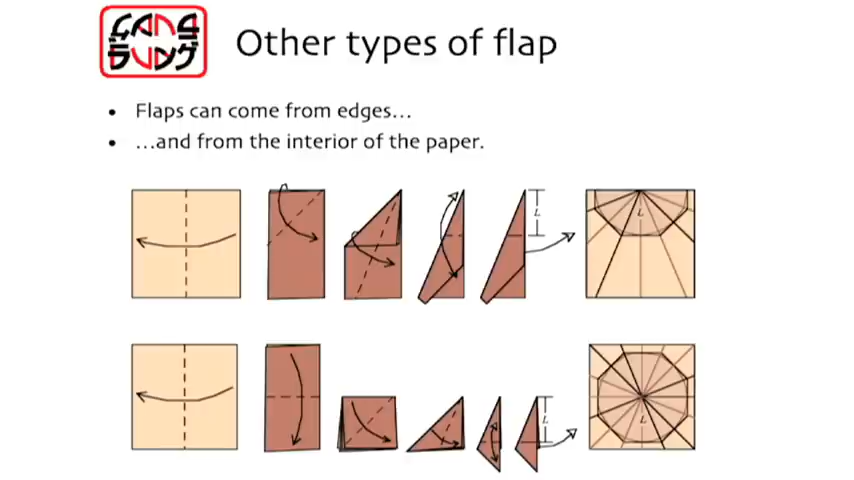 Other types of flap
• Flaps can come from edges…
• …and from the interior of the paper.
L
L
L
L